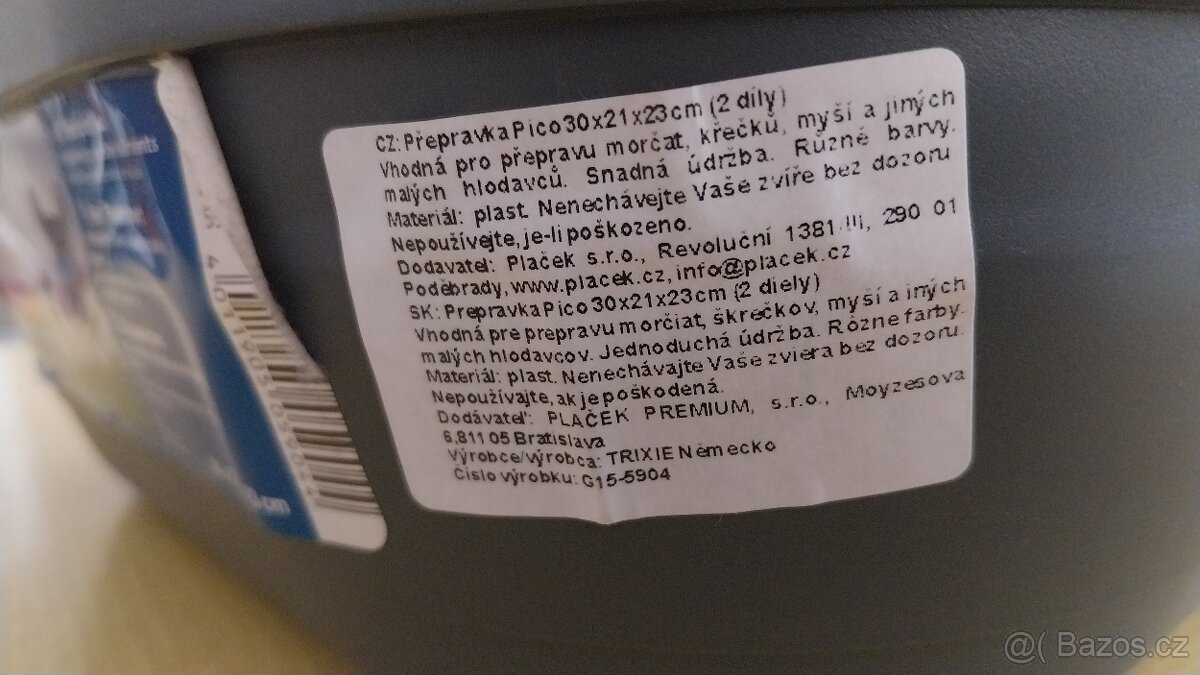 CZ: Přepravka Pico 30x21x23cm (2 díly)
Vhodná pro přepravu morčat, křečků, myší a jiných
malých hlodavců. Snadná údržba. Různé barvy.
Materiál: plast. Nenechávejte Vaše zvíře bez dozoru
Nepoužívejte, je-li poškozeno.
Dodavatel: Plaček s.r.o., Revoluční 1381/III, 290 01
Poděbrady, www.placek.cz, info@placek.cz
SK: Prepravka Pico 30x21x23cm (2 diely)
Vhodná pre prepravu morčiat, škrečkov, myší a iných
malých hlodavcov. Jednoduchá údržba. Rôzne farby.
Materiál: plast. Nenechávajte Vaše zviera bez dozoru.
Nepoužívajte, ak je poškodená.
Dodávateľ: PLAČEK PREMIUM, s.r.o., Moyzesova
6, 811 05 Bratislava
Výrobce/výrobca: TRIXIE Německo
Číslo výrobku: G15-5904
@( Bazos.cz